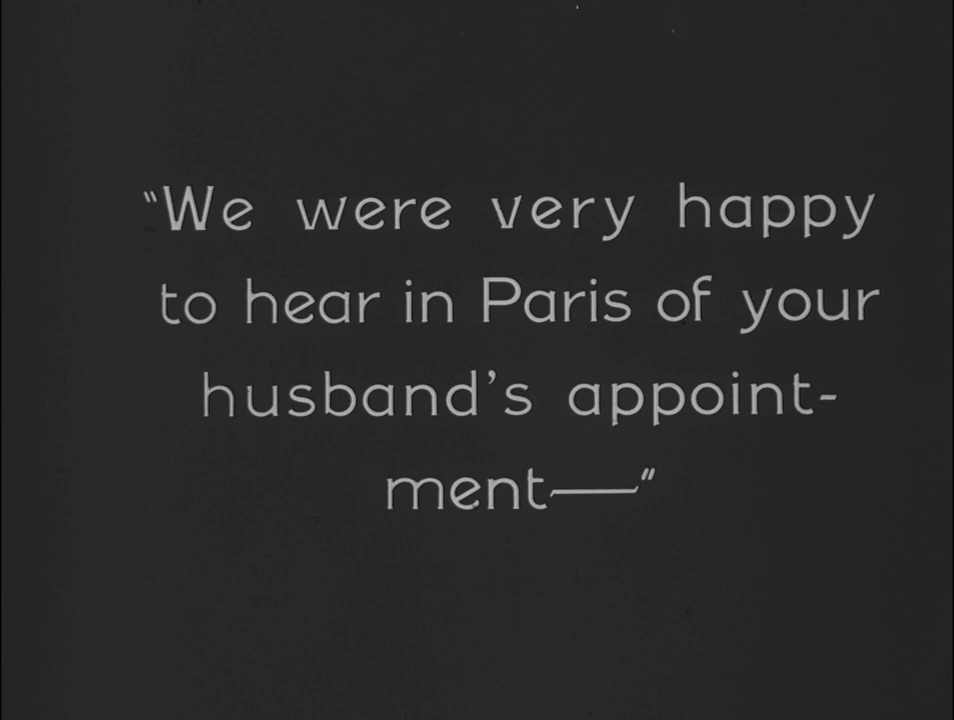 "We were very happy
to hear in Paris of your
husband's appoint-
ment—"